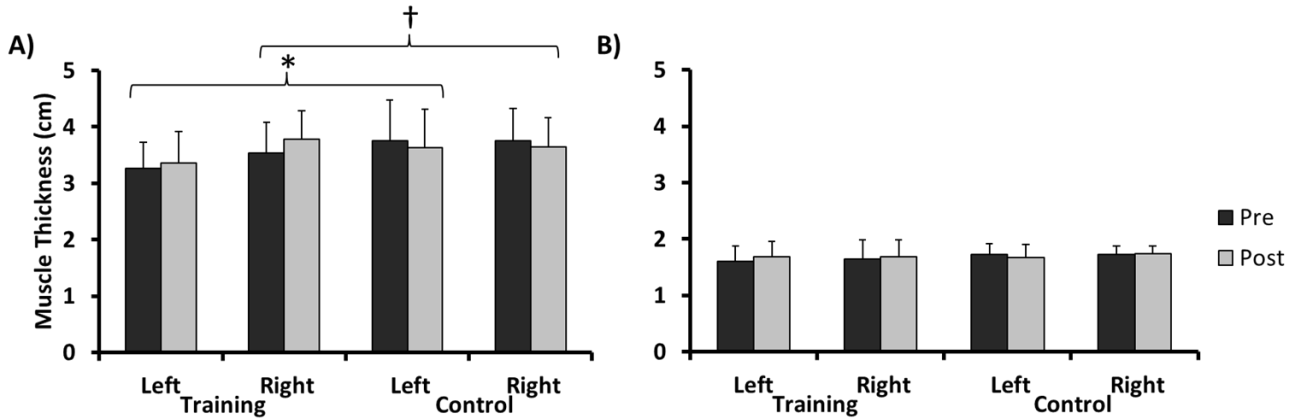 A)
†
*
Muscle Thickness (cm)
5
4
3
2
1
0
Left Right Left Right
Training Control
B)
5
4
3
2
1
0
Left Right Left Right
Training Control
Pre
Post